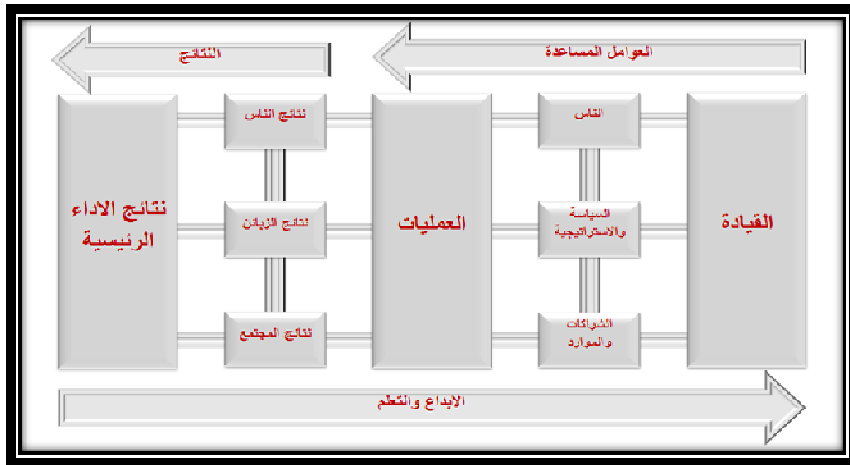 العوامل المساعدة
النتائج
القيادة
الناس
السياسة
والاستراتيجية
الشراكات
والموارد
العمليات
نتائج الناس
نتائج الزبائن
نتائج المجتمع
نتائج الاداء
الرئيسية
الابداع والتعلم